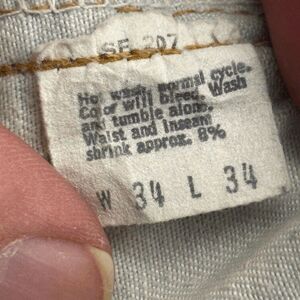 SF 207
Hot wash, normal cycle.
Color will bleed. Wash
and tumble alone.
Waist and Inseam
shrink approx. 8%
W 34 L 34